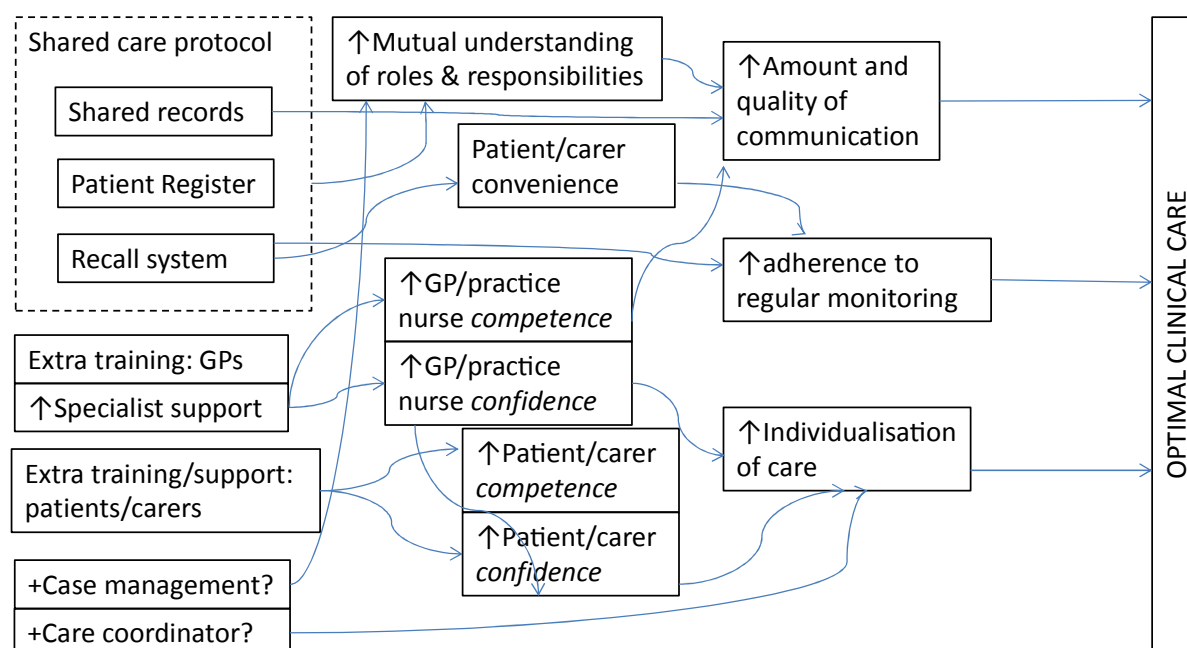 Shared care protocol
Shared records
Patient Register
Recall system
Extra training: GPs
↑Specialist support
Extra training/support:
patients/carers
+Case management?
+Care coordinator?
↑Mutual understanding
of roles & responsibilities
Patient/carer
convenience
↑GP/practice
nurse competence
↑GP/practice
nurse confidence
↑Patient/carer
competence
↑Patient/carer
confidence
↑Amount and
quality of
communication
↑adherence to
regular monitoring
↑Individualisation
of care
OPTIMAL CLINICAL CARE